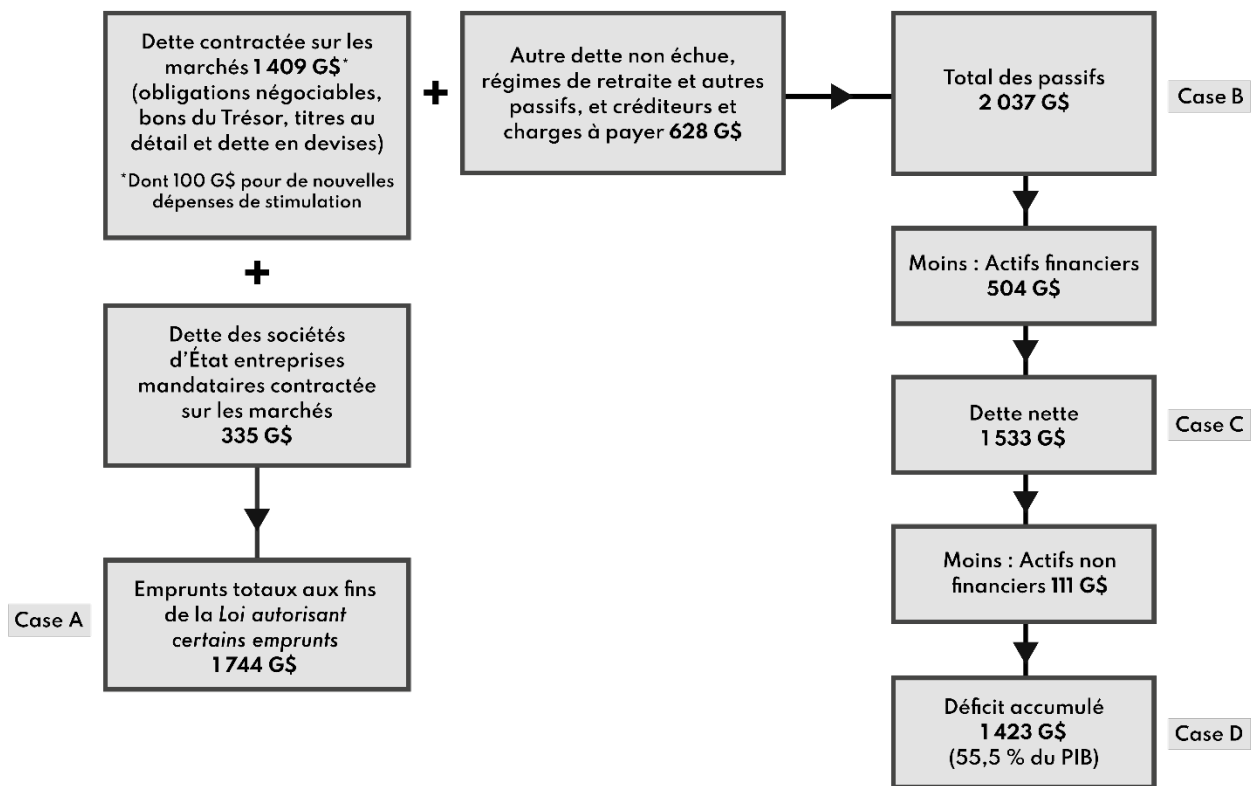 Dette contractée sur les
marchés 1 409 G$*
(obligations négociables,
bons du Trésor, titres au
détail et dette en devises)
*Dont 100 G$ pour de nouvelles
dépenses de stimulation
+
Autre dette non échue,
régimes de retraite et autres
passifs, et créditeurs et
charges à payer 628 G$
Total des passifs
2 037 G$
Case B
+
Moins : Actifs financiers
504 G$
Dette des sociétés
d'État entreprises
mandataires contractée
sur les marchés
335 G$
Dette nette
1 533 G$
Case C
Moins : Actifs non
financiers 111 G$
Case A
Emprunts totaux aux fins
de la Loi autorisant
certains emprunts
1 744 G$
Déficit accumulé
1 423 G$
(55,5 % du PIB)
Case D